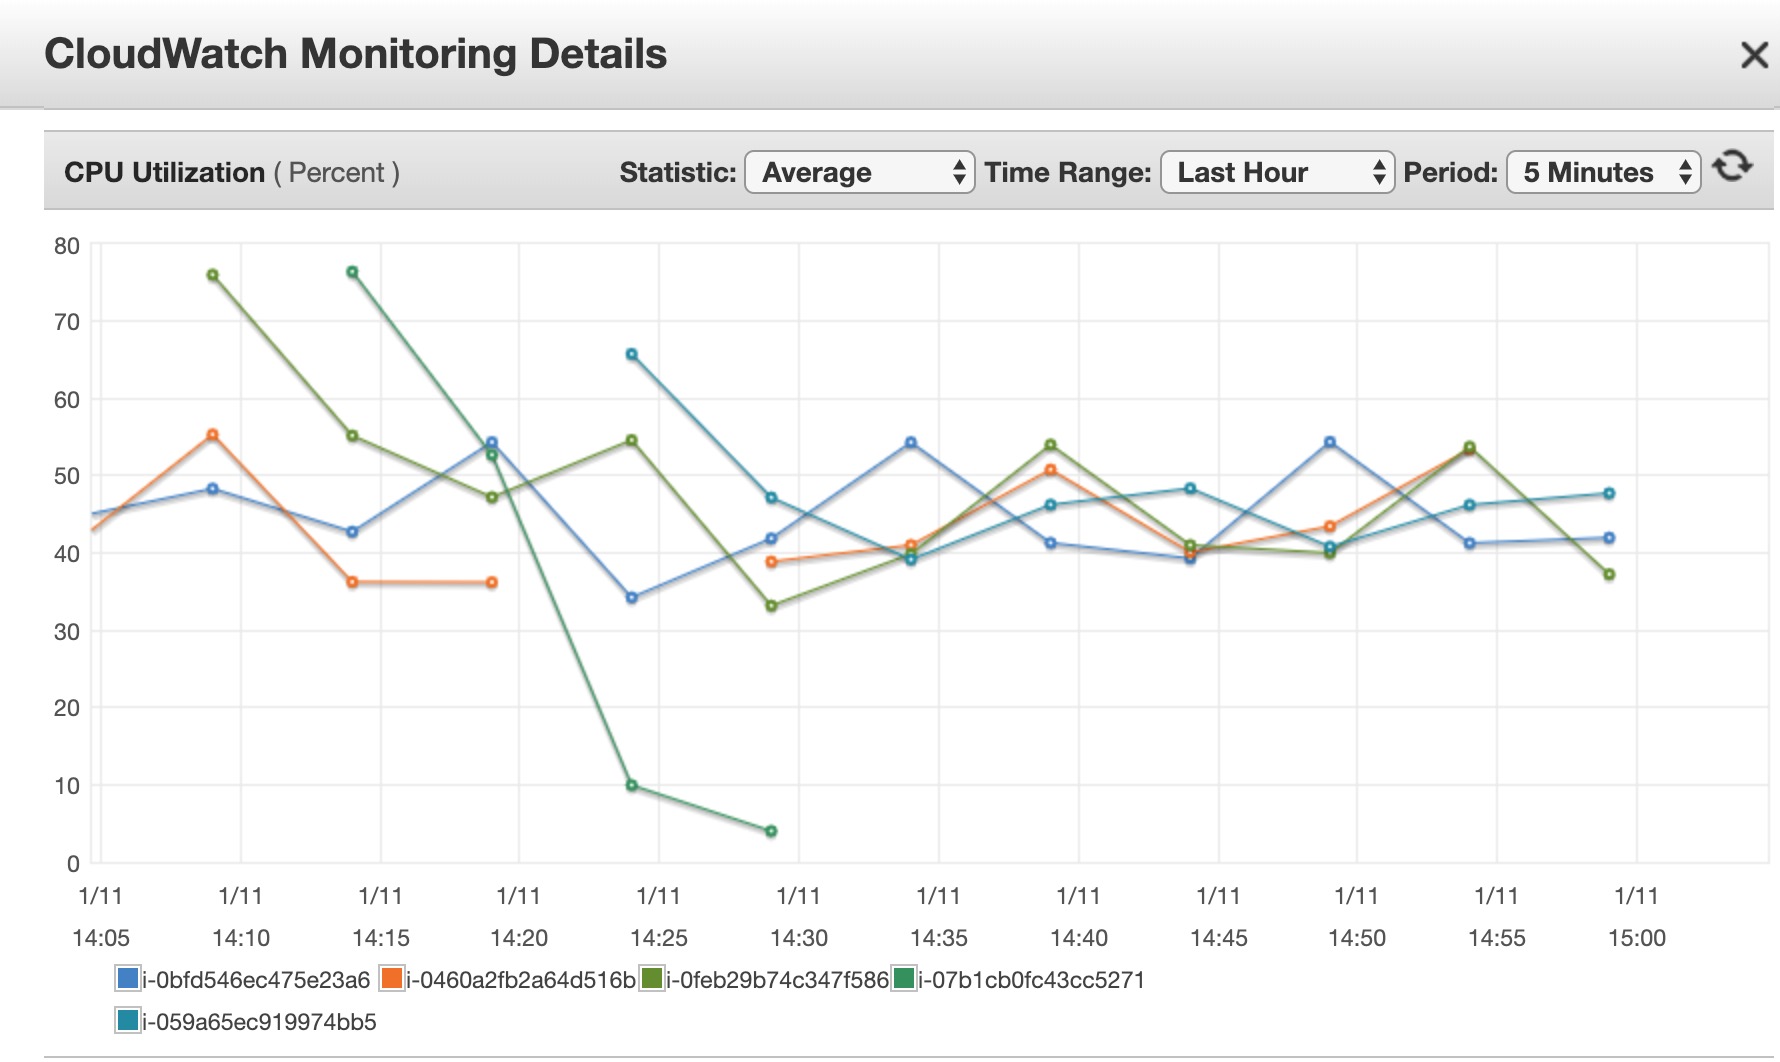 CloudWatch Monitoring Details
CPU Utilization ( Percent ) Statistic: Average Time Range: Last Hour Period: 5 Minutes
80
70
60
50
40
30
20
10
0
1/11 1/11 1/11 1/11 1/11 1/11 1/11 1/11 1/11 1/11 1/11 1/11
14:05 14:10 14:15 14:20 14:25 14:30 14:35 14:40 14:45 14:50 14:55 15:00
i-0bfd546ec475e23a6 i-0460a2fb2a64d516b i-0feb29b74c347f586 i-07b1cb0fc43cc5271
i-059a65ec919974bb5